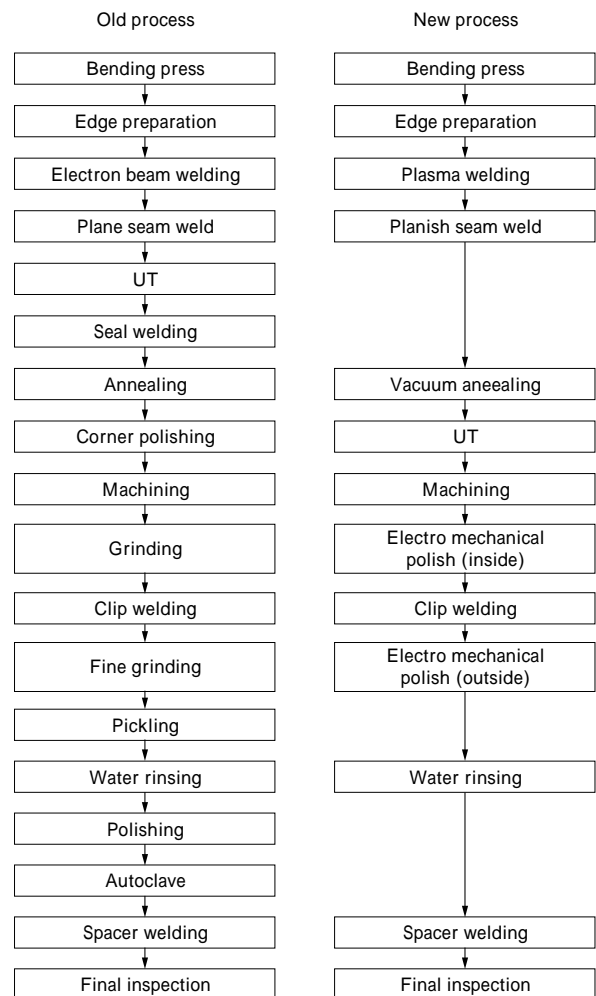 Old process
Bending press
Edge preparation
Electron beam welding
Plane seam weld
UT
Seal welding
Annealing
Corner polishing
Machining
Grinding
Clip welding
Fine grinding
Pickling
Water rinsing
Polishing
Autoclave
Spacer welding
Final inspection
New process
Bending press
Edge preparation
Plasma welding
Planish seam weld
Vacuum aneealing
UT
Machining
Electro mechanical
polish (inside)
Clip welding
Electro mechanical
polish (outside)
Water rinsing
Spacer welding
Final inspection